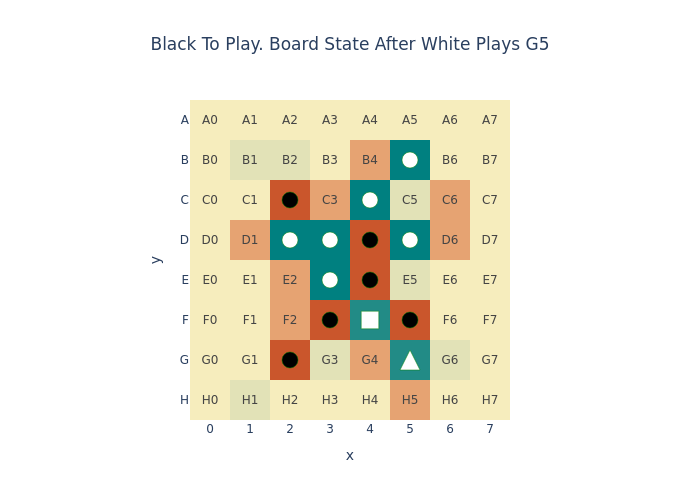 Black To Play. Board State After White Plays G5
A A0 A1 A2 A3 A4 A5 A6 A7
B B0 B1 B2 B3 B4 B6 B7
C C0 C1 C3 C5 C6 C7
D D0 D1 D6 D7
y
E E0 E1 E2 E5 E6 E7
F F0 F1 F2 F6 F7
G G0 G1 G3 G4 G6 G7
H H0 H1 H2 H3 H4 H5 H6 H7
0 1 2 3 4 5 6 7
x